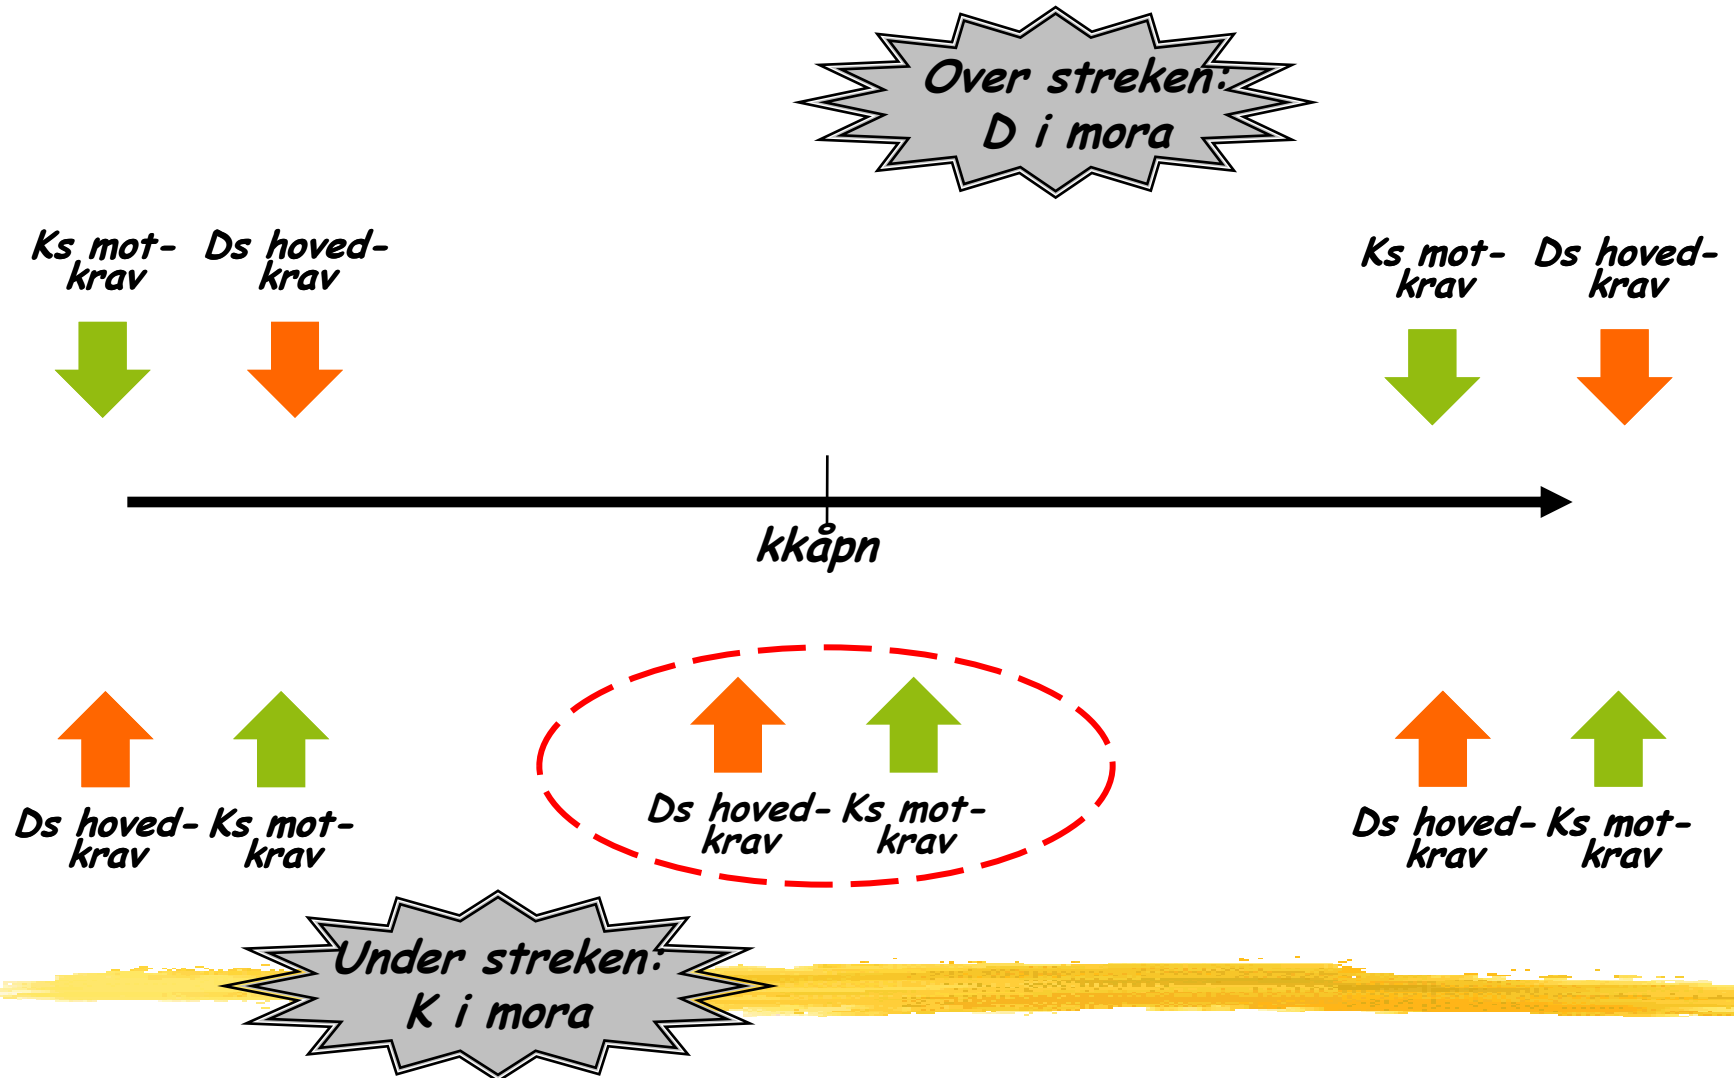 Over streken:
D i mora
Ks mot-
krav
Ds hoved-
krav
Ks mot-
krav
Ds hoved-
krav
kkåpn
Ds hoved-
krav
Ks mot-
krav
Ds hoved-
krav
Ks mot-
krav
Ds hoved-
krav
Ks mot-
krav
Under streken:
K i mora